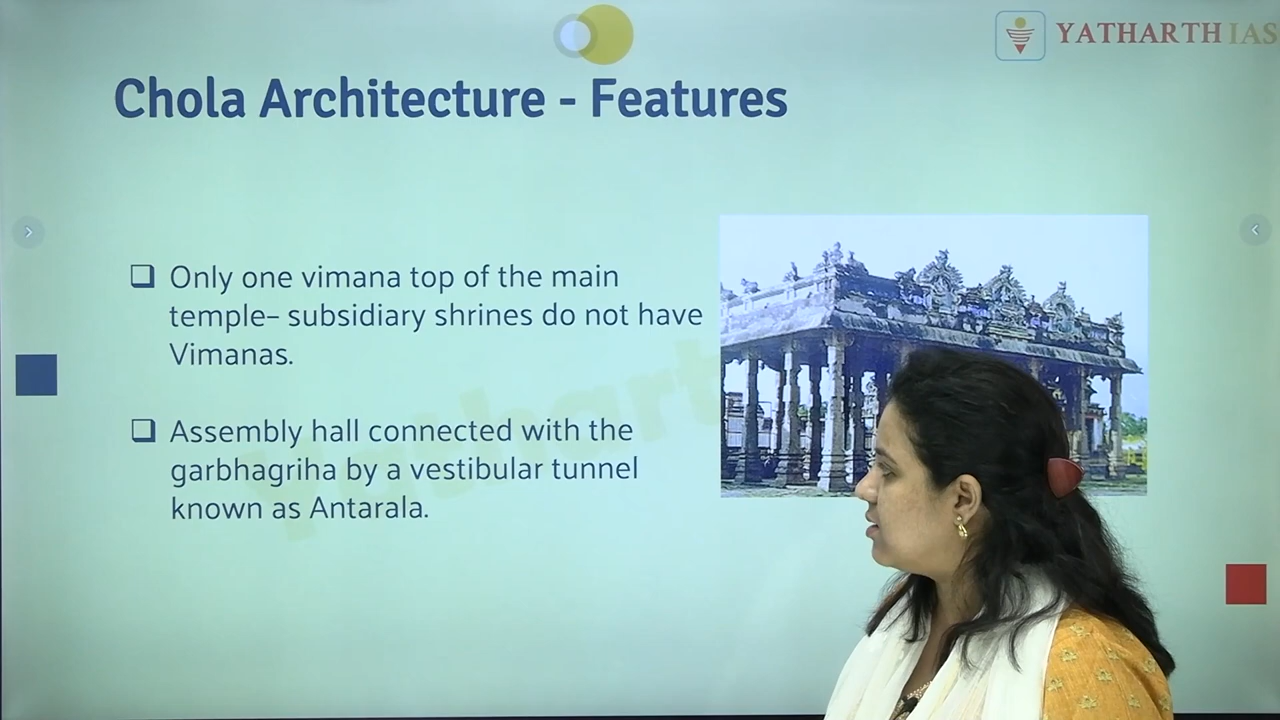 YATHARTH IAS
Chola Architecture - Features
Only one vimana top of the main
temple– subsidiary shrines do not have
Vimanas.
Assembly hall connected with the
garbhagriha by a vestibular tunnel
known as Antarala.
Yathart